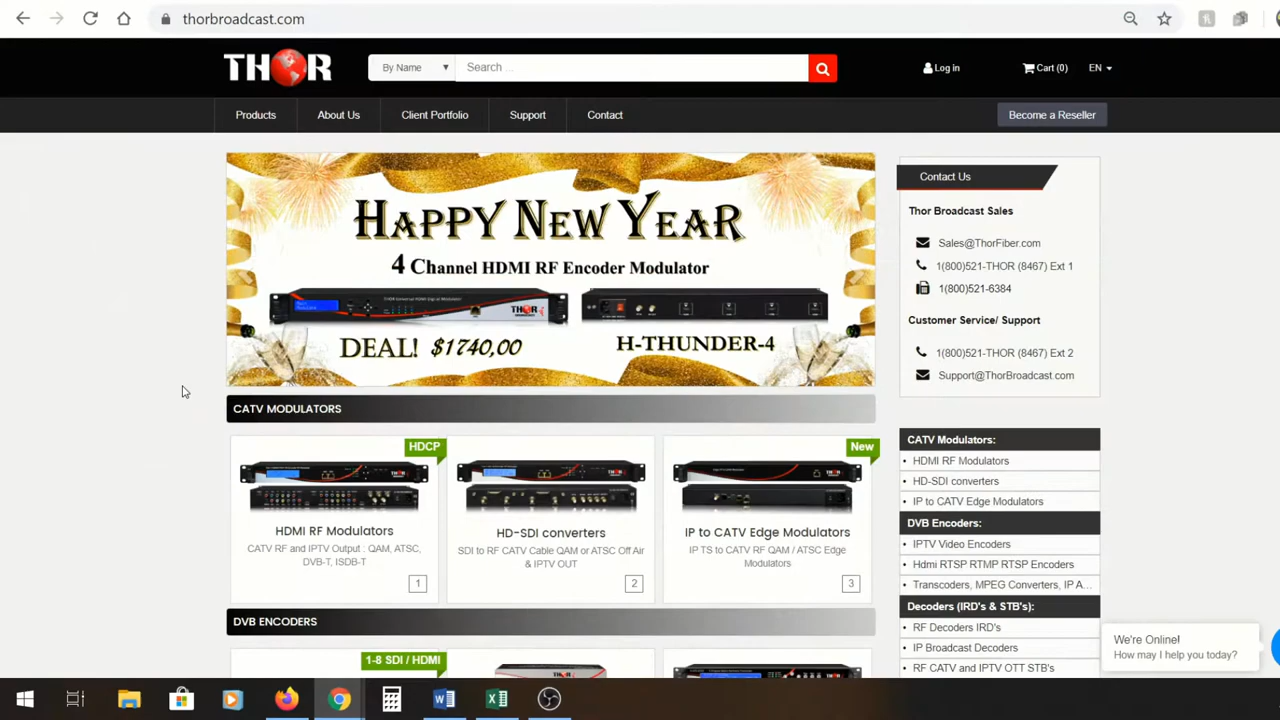 thorbroadcast.com
THOR
By Name
Search ...
Log in
Cart (0)
EN
Products
About Us
Client Portfolio
Support
Contact
Become a Reseller
HAPPY NEW YEAR
4 Channel HDMI RF Encoder Modulator
DEAL! $1740,00
H-THUNDER-4
Contact Us
Thor Broadcast Sales
Sales@ThorFiber.com
1(800)521-THOR (8467) Ext 1
1(800)521-6384
Customer Service/ Support
1(800)521-THOR (8467) Ext 2
Support@ThorBroadcast.com
CATV MODULATORS
HDCP
HDMI RF Modulators
CATV RF and IPTV Output : QAM, ATSC,
DVB-T, ISDB-T
1
HD-SDI converters
SDI to RF CATV Cable QAM or ATSC Off Air
& IPTV OUT
2
New
IP to CATV Edge Modulators
IP TS to CATV RF QAM / ATSC Edge
Modulators
3
CATV Modulators:
HDMI RF Modulators
HD-SDI converters
IP to CATV Edge Modulators
DVB Encoders:
IPTV Video Encoders
Hdmi RTSP RTMP RTSP Encoders
Transcoders, MPEG Converters, IP A...
Decoders (IRD's & STB's):
RF Decoders IRD's
IP Broadcast Decoders
RF CATV and IPTV OTT STB's
DVB ENCODERS
1-8 SDI / HDMI
We're Online!
How may I help you today?